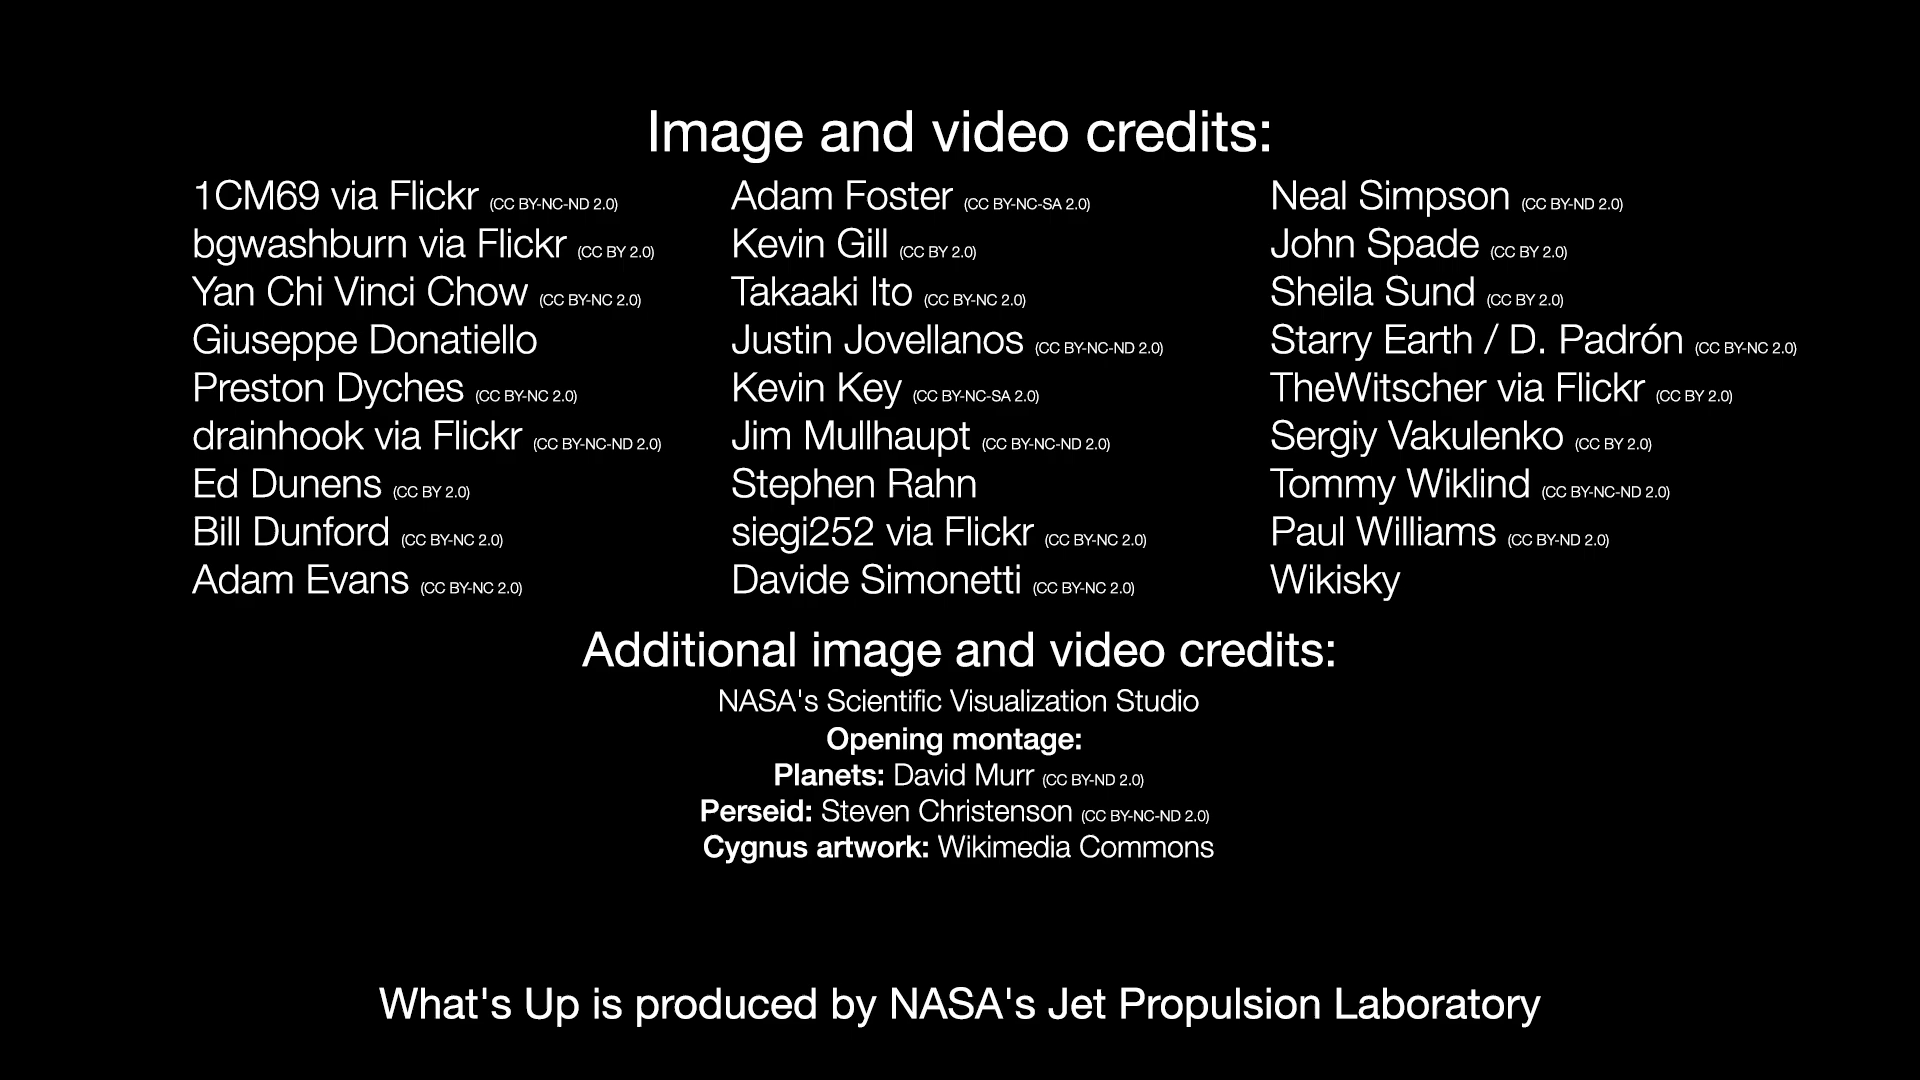 Image and video credits:
1CM69 via Flickr (CC BY-NC-ND 2.0)
bgwashburn via Flickr (CC BY 2.0)
Yan Chi Vinci Chow (CC BY-NC 2.0)
Giuseppe Donatiello
Preston Dyches (CC BY-NC 2.0)
drainhook via Flickr (CC BY-NC-ND 2.0)
Ed Dunens (CC BY 2.0)
Bill Dunford (CC BY-NC 2.0)
Adam Evans (CC BY-NC 2.0)
Adam Foster (CC BY-NC-SA 2.0)
Kevin Gill (CC BY 2.0)
Takaaki Ito (CC BY-NC 2.0)
Justin Jovellanos (CC BY-NC-ND 2.0)
Kevin Key (CC BY-NC-SA 2.0)
Jim Mullhaupt (CC BY-NC-ND 2.0)
Stephen Rahn
siegi252 via Flickr (CC BY-NC 2.0)
Davide Simonetti (CC BY-NC 2.0)
Neal Simpson (CC BY-ND 2.0)
John Spade (CC BY 2.0)
Sheila Sund (CC BY 2.0)
Starry Earth / D. Padrón (CC BY-NC 2.0)
TheWitscher via Flickr (CC BY 2.0)
Sergiy Vakulenko (CC BY 2.0)
Tommy Wiklind (CC BY-NC-ND 2.0)
Paul Williams (CC BY-ND 2.0)
Wikisky
Additional image and video credits:
NASA's Scientific Visualization Studio
Opening montage:
Planets: David Murr (CC BY-ND 2.0)
Perseid: Steven Christenson (CC BY-NC-ND 2.0)
Cygnus artwork: Wikimedia Commons
What's Up is produced by NASA's Jet Propulsion Laboratory